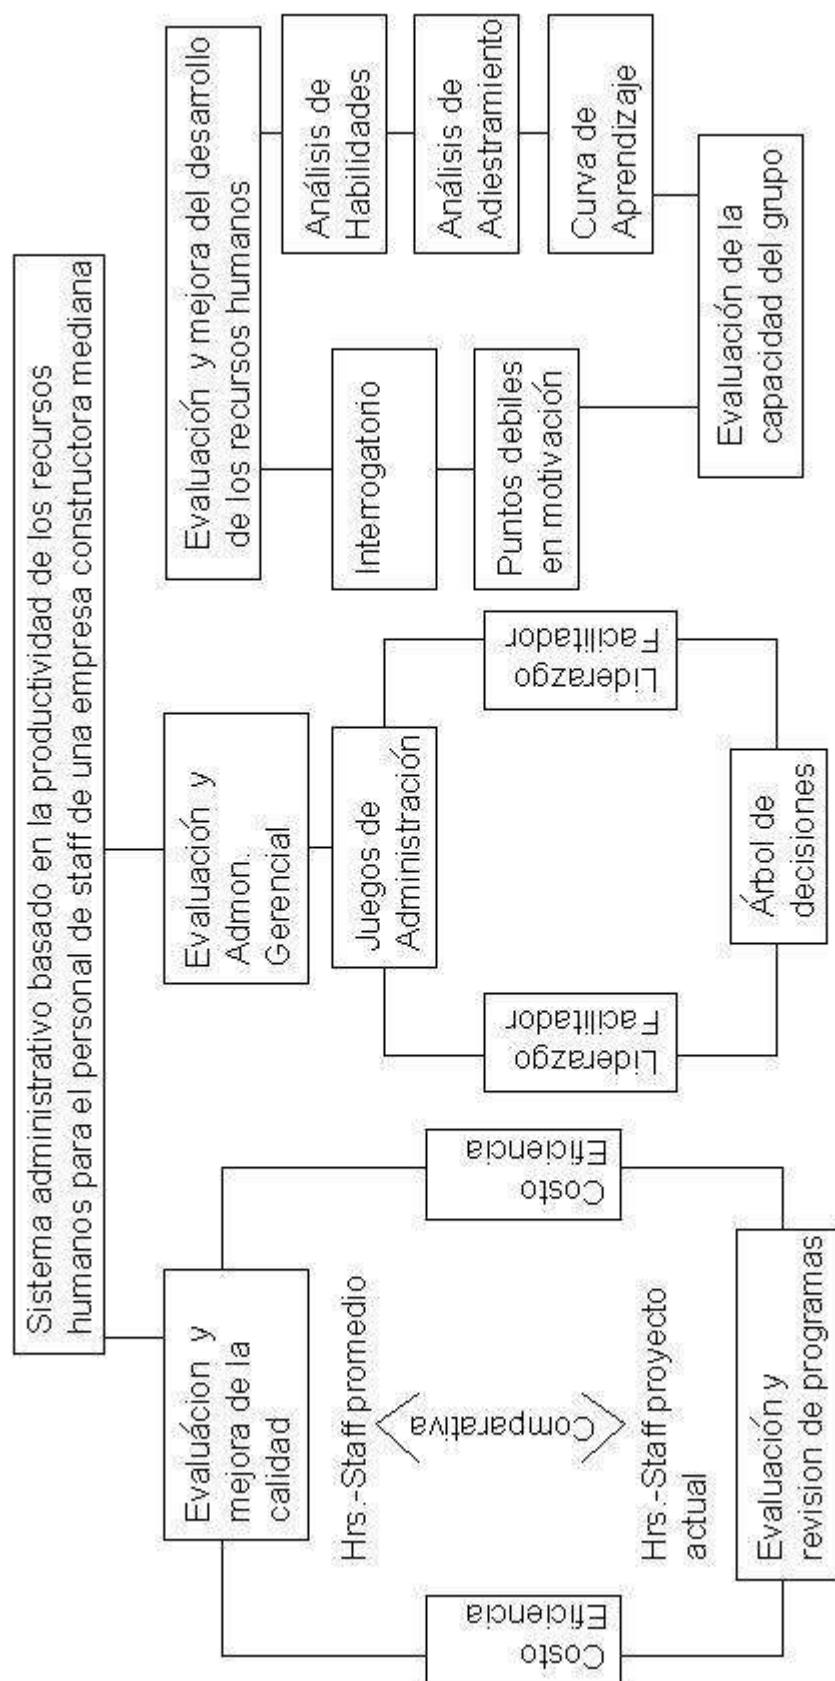 Sistema administrativo basado en la productividad de los recursos
humanos para el personal de staff de una empresa constructora mediana
Evaluácion y
mejora de la
calidad
Costo
Eficiencia
Hrs.-Staff promedio
Comparativa
Hrs.-Staff proyecto
actual
Costo
Eficiencia
Evaluación y
revision de programas
Evaluación y
Admon.
Gerencial
Juegos de
Administración
Liderazgo
Facilitador
Liderazgo
Facilitador
Árbol de
decisiones
Evaluación y mejora del desarrollo
de los recursos humanos
Interrogatorio
Puntos debiles
en motivación
Análisis de
Habilidades
Análisis de
Adiestramiento
Curva de
Aprendizaje
Evaluación de la
capacidad del grupo